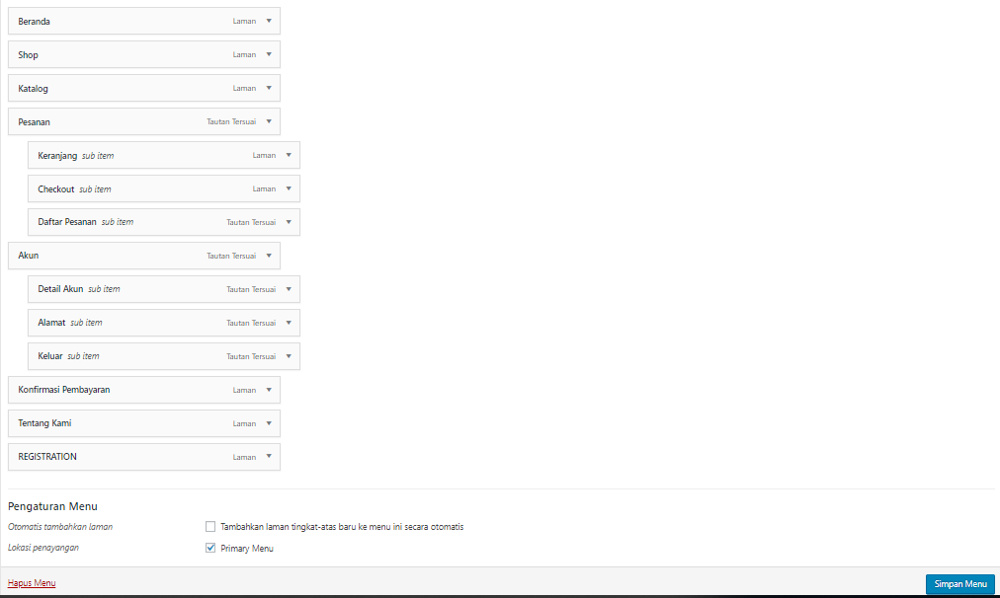 Beranda Laman
Shop Laman
Katalog Laman
Pesanan Tautan Tersuai
Keranjang sub item Laman
Checkout sub item Laman
Daftar Pesanan sub item Tautan Tersuai
Akun Tautan Tersuai
Detail Akun sub item Tautan Tersuai
Alamat sub item Tautan Tersuai
Keluar sub item Tautan Tersuai
Konfirmasi Pembayaran Laman
Tentang Kami Laman
REGISTRATION Laman
Pengaturan Menu
Otomatis tambahkan laman Tambahkan laman tingkat-atas baru ke menu ini secara otomatis
Lokasi penayangan Primary Menu
Hapus Menu Simpan Menu